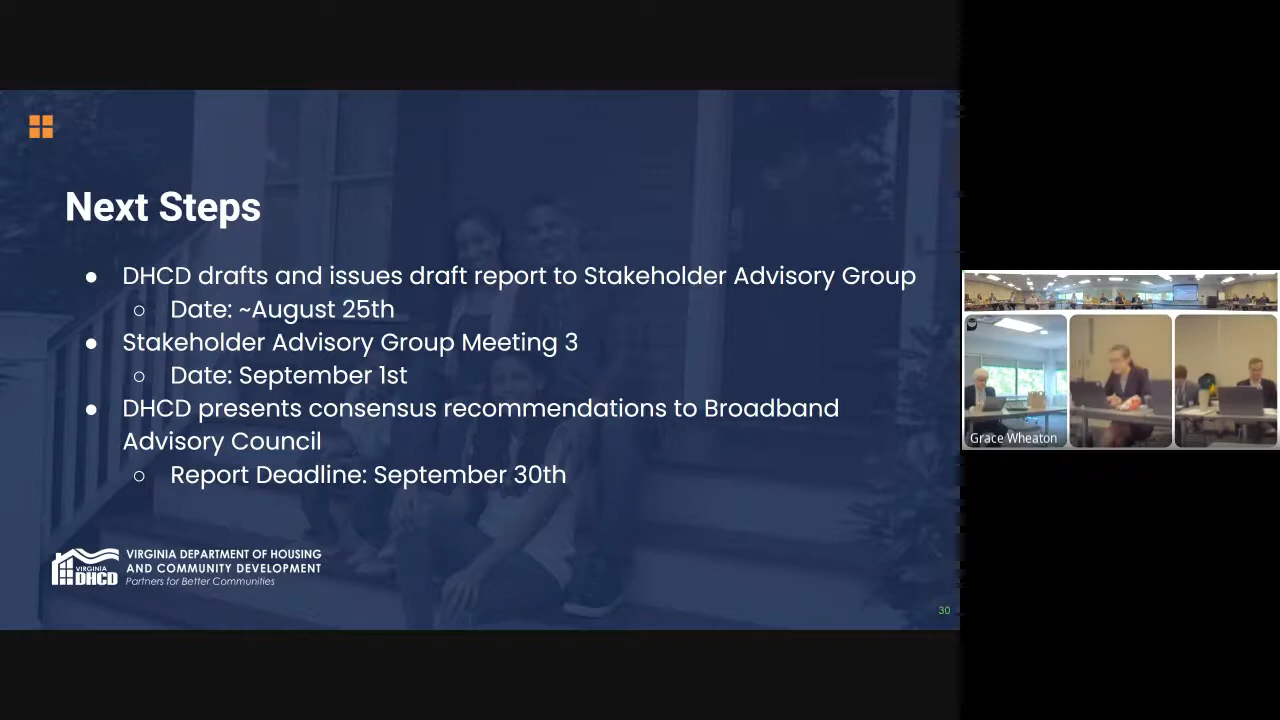 Next Steps
● DHCD drafts and issues draft report to Stakeholder Advisory Group
○ Date: ~August 25th
● Stakeholder Advisory Group Meeting 3
○ Date: September 1st
● DHCD presents consensus recommendations to Broadband
Advisory Council
○ Report Deadline: September 30th
VIRGINIA
DHCD
VIRGINIA DEPARTMENT OF HOUSING
AND COMMUNITY DEVELOPMENT
Partners for Better Communities
30
Grace Wheaton